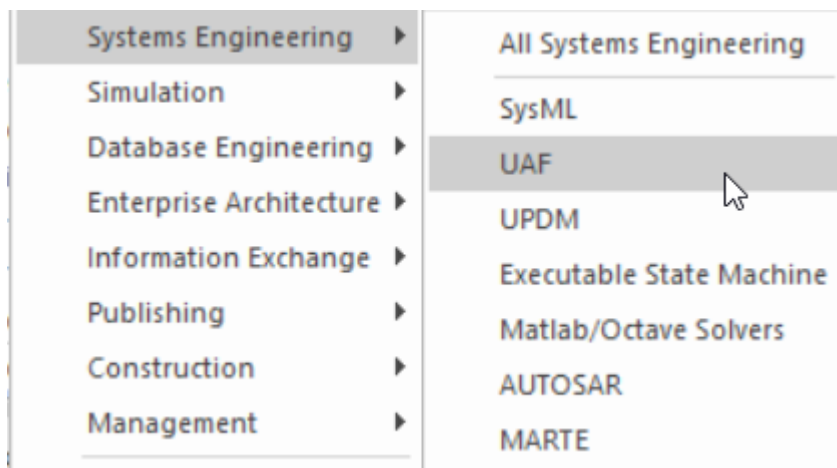 Systems Engineering
Simulation
Database Engineering
Enterprise Architecture
Information Exchange
Publishing
Construction
Management
All Systems Engineering
SysML
UAF
UPDM
Executable State Machine
Matlab/Octave Solvers
AUTOSAR
MARTE